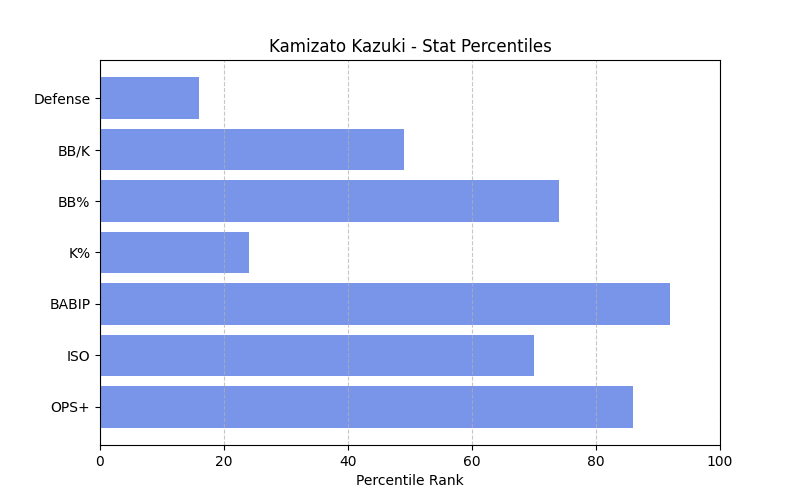 Kamizato Kazuki - Stat Percentiles
Defense
BB/K
BB%
K%
BABIP
ISO
OPS+
0 20 40 60 80 100
Percentile Rank